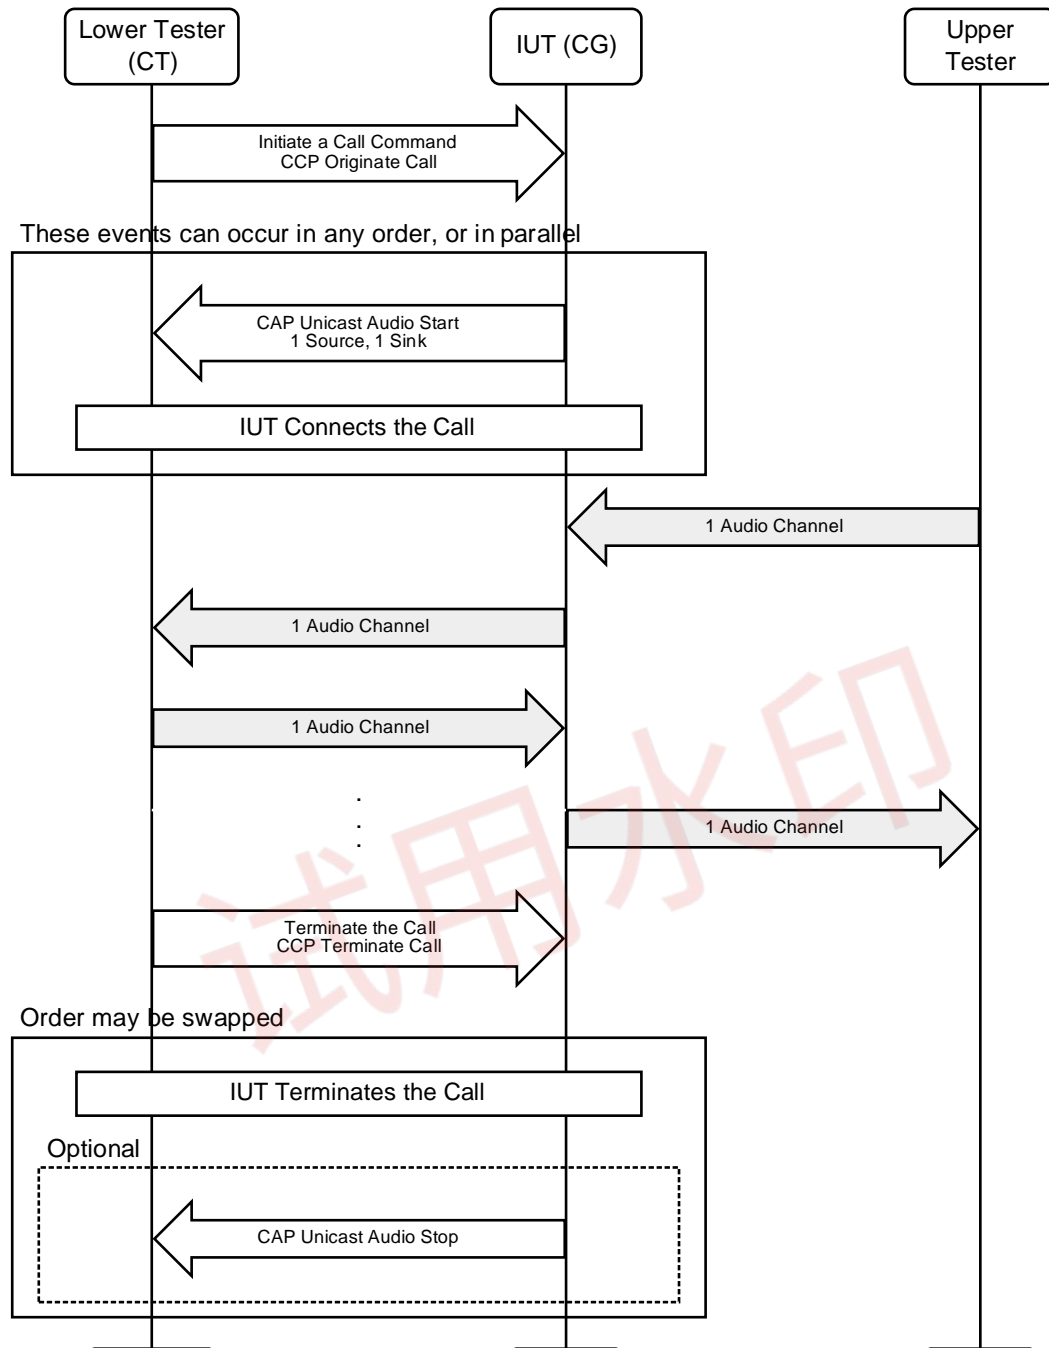 Lower Tester
(CT)
IUT (CG)
Upper
Tester
Initiate a Call Command
CCP Originate Call
These events can occur in any order, or in parallel
CAP Unicast Audio Start
1 Source, 1 Sink
IUT Connects the Call
1 Audio Channel
1 Audio Channel
1 Audio Channel
.
.
.
1 Audio Channel
Terminate the Call
CCP Terminate Call
Order may be swapped
IUT Terminates the Call
Optional
CAP Unicast Audio Stop
试用水印